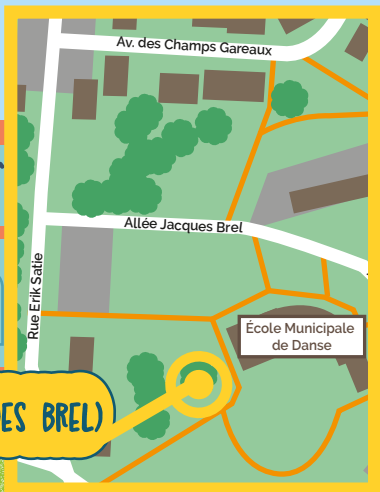 Av. des Champs Gareaux
Allée Jacques Brel
Rue Erik Satie
École Municipale
de Danse
ES BREL)